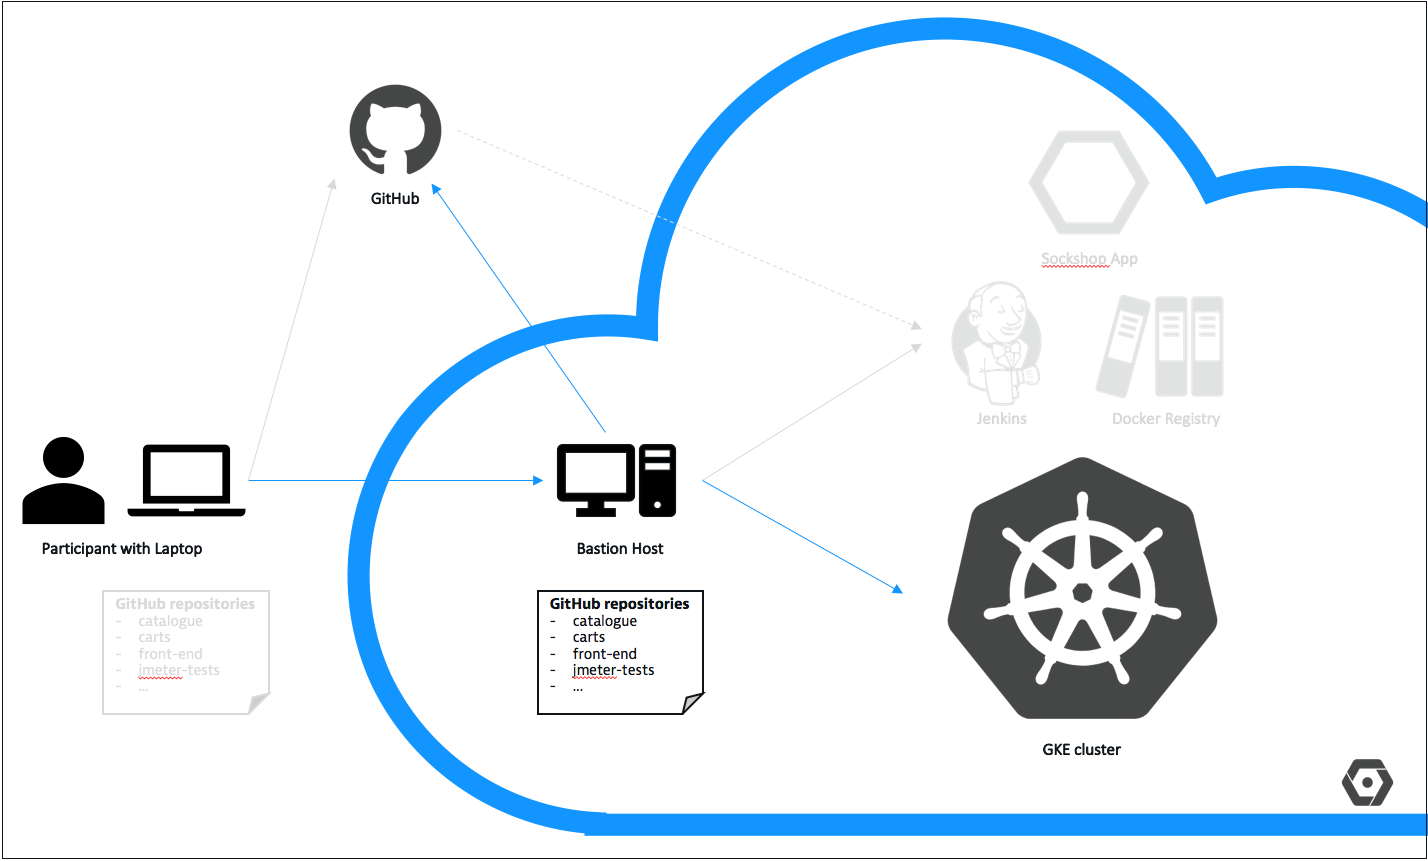 GitHub
Sockshop App
Jenkins
Docker Registry
Participant with Laptop
Bastion Host
GitHub repositories
- catalogue
- carts
- front-end
- jmeter-tests
- ...
GitHub repositories
- catalogue
- carts
- front-end
- jmeter-tests
- ...
GKE cluster